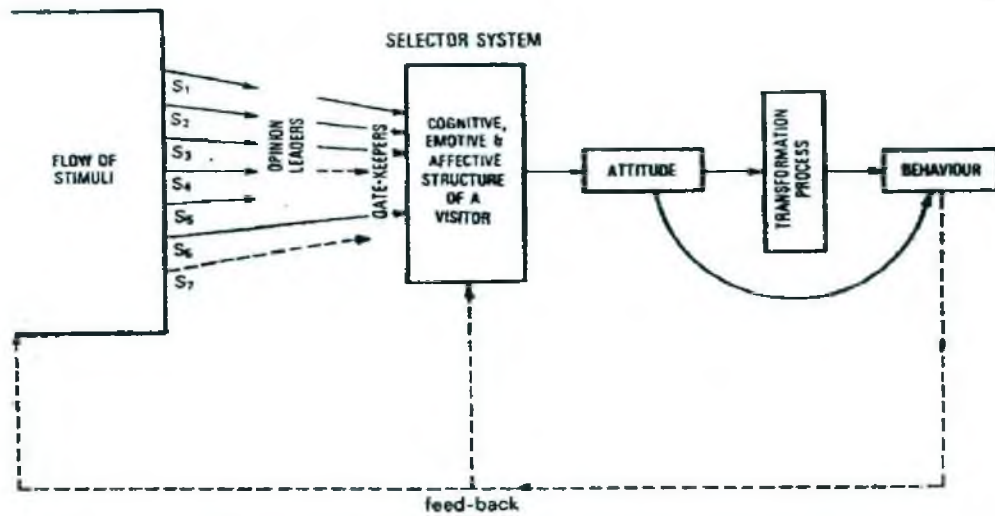 SELECTOR SYSTEM
FLOW OF
STIMULI
S₁
S₂
S₃
S₄
S₅
S₆
S₇
OPINION
LEADERS
GATE-KEEPERS
COGNITIVE,
EMOTIVE &
AFFECTIVE
STRUCTURE
OF A
VISITOR
ATTITUDE
TRANSFORMATION
PROCESS
BEHAVIOUR
feed-back